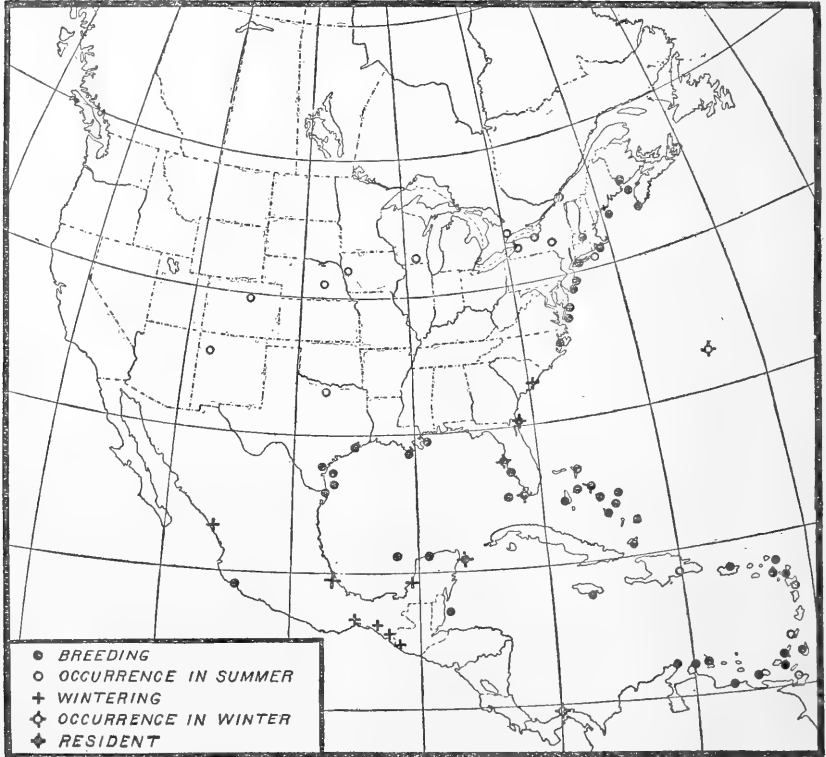 BREEDING
OCCURRENCE IN SUMMER
WINTERING
OCCURRENCE IN WINTER
RESIDENT